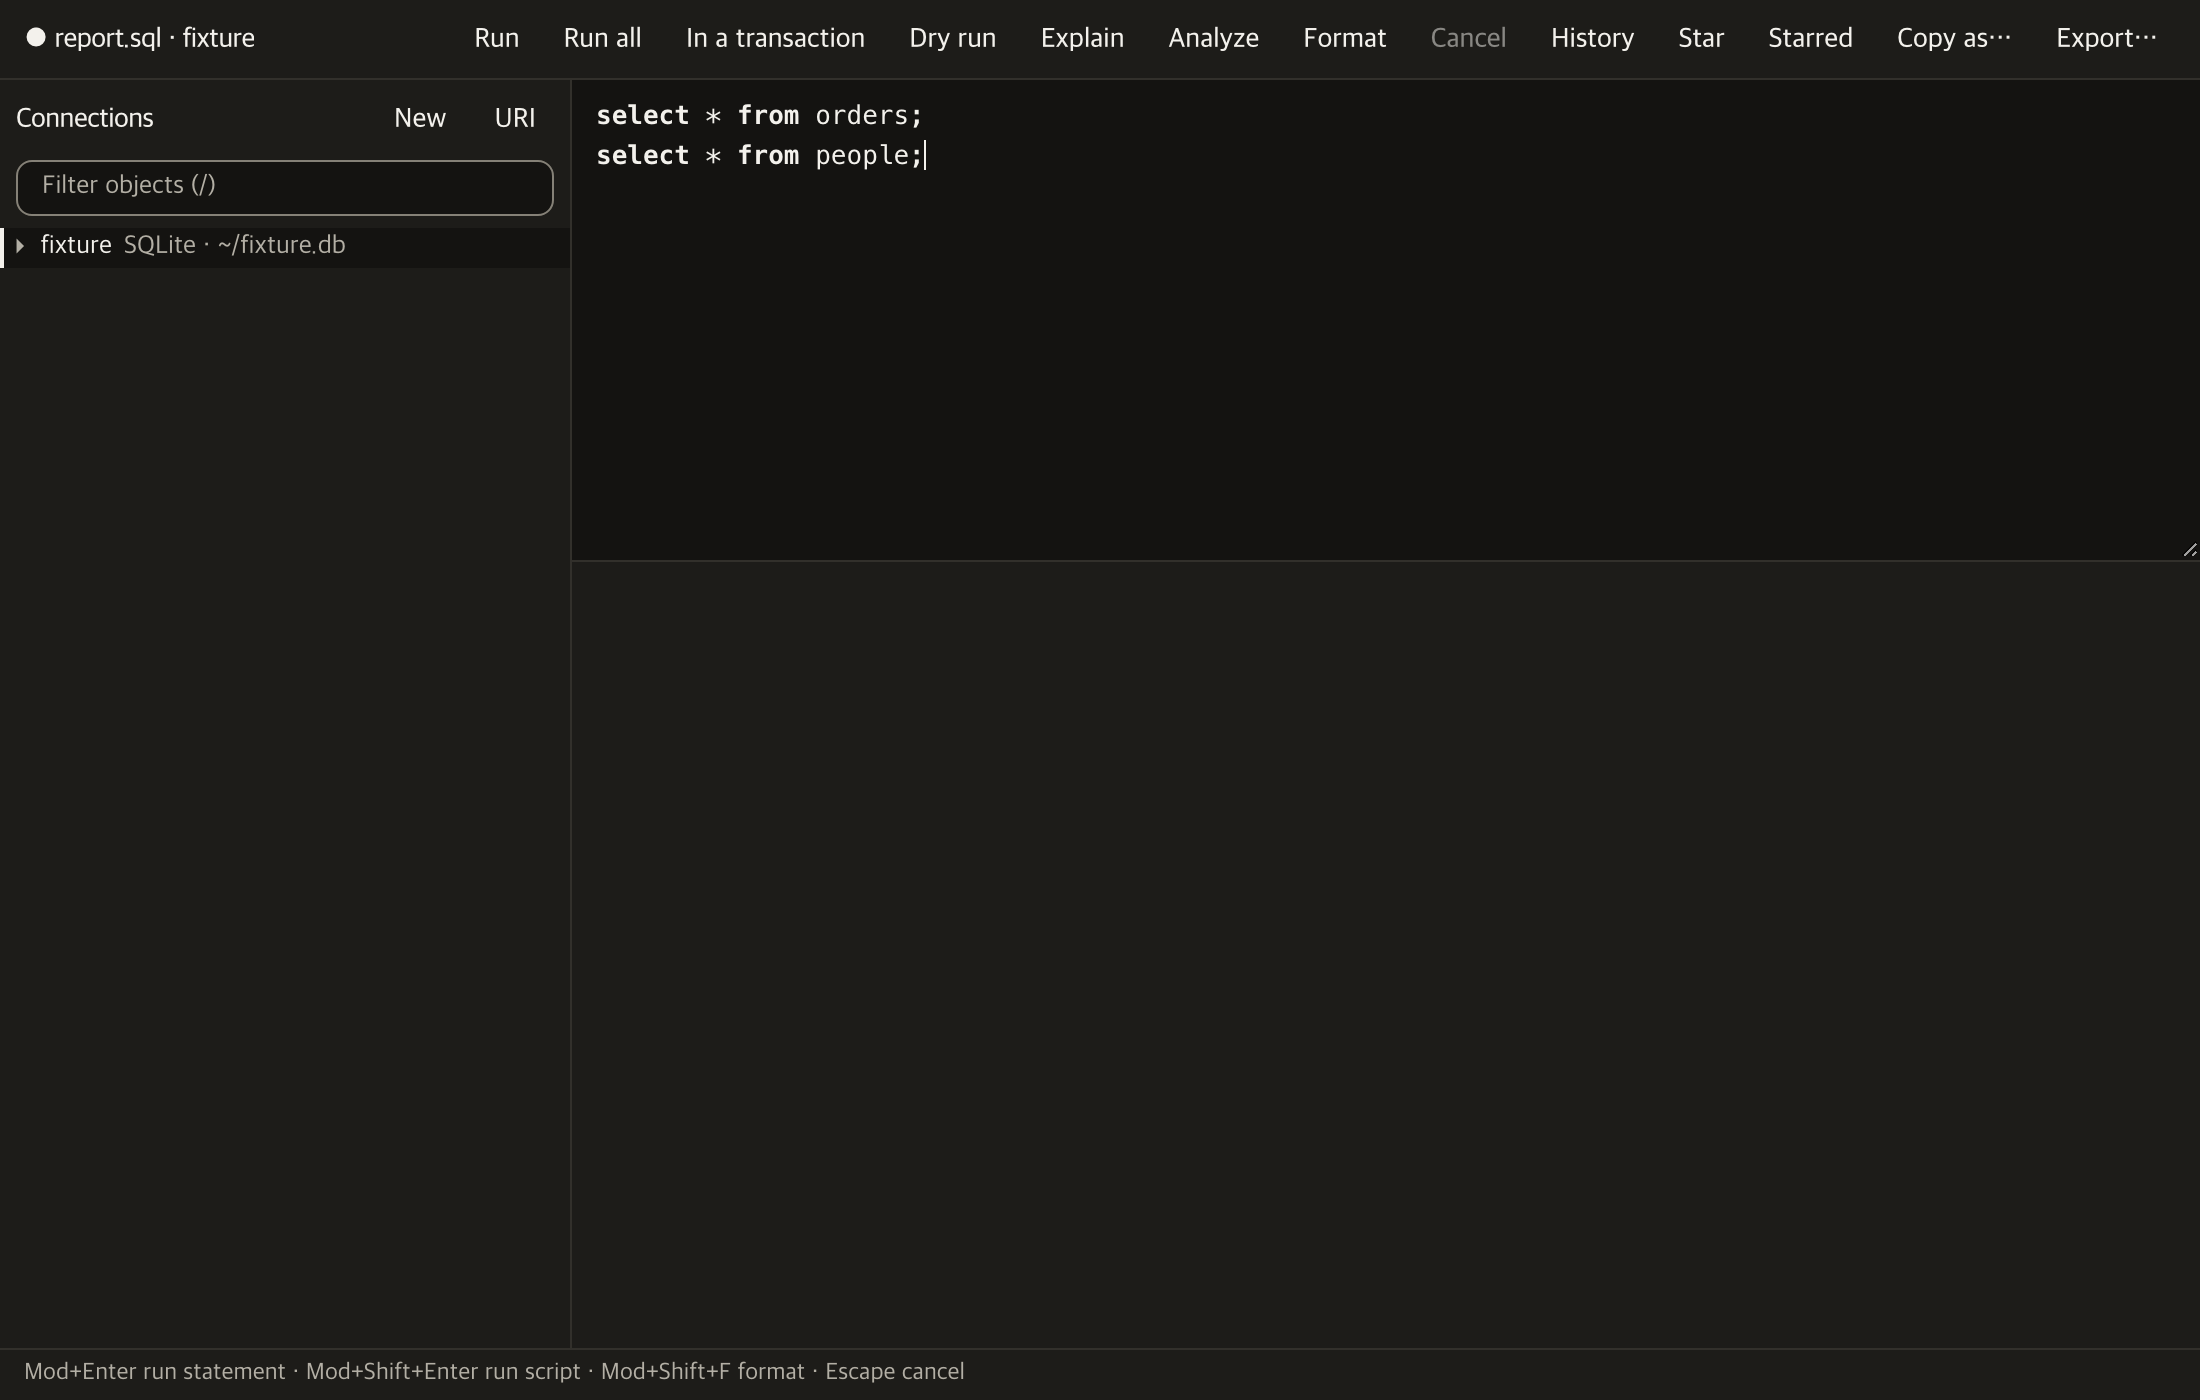 report.sql · fixture
Run Run all In a transaction Dry run Explain Analyze Format Cancel History Star Starred Copy as··· Export···
Connections New URI
Filter objects (/)
fixture SQLite · ~/fixture.db
select * from orders;
select * from people;
Mod+Enter run statement · Mod+Shift+Enter run script · Mod+Shift+F format · Escape cancel